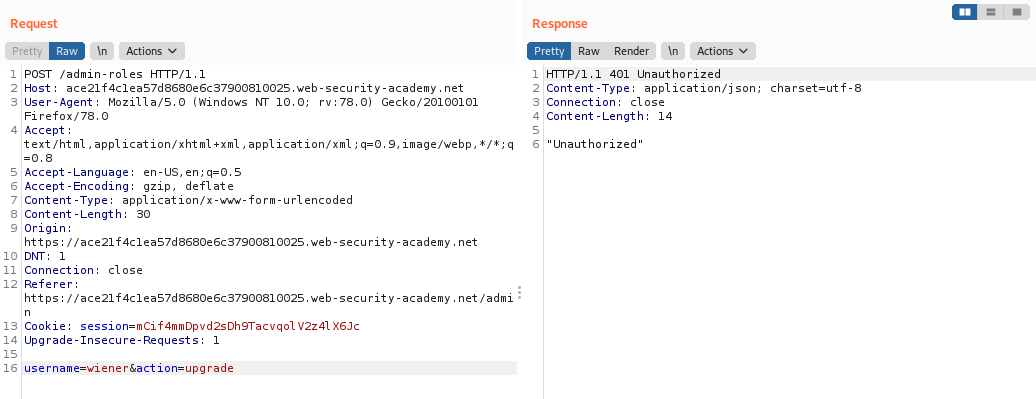 Request
Pretty Raw \n Actions
1 POST /admin-roles HTTP/1.1
2 Host: ace21f4c1ea57d8680e6c37900810025.web-security-academy.net
3 User-Agent: Mozilla/5.0 (Windows NT 10.0; rv:78.0) Gecko/20100101
Firefox/78.0
4 Accept:
text/html,application/xhtml+xml,application/xml;q=0.9,image/webp,*/*;q
=0.8
5 Accept-Language: en-US,en;q=0.5
6 Accept-Encoding: gzip, deflate
7 Content-Type: application/x-www-form-urlencoded
8 Content-Length: 30
9 Origin:
https://ace21f4c1ea57d8680e6c37900810025.web-security-academy.net
10 DNT: 1
11 Connection: close
12 Referer:
https://ace21f4c1ea57d8680e6c37900810025.web-security-academy.net/admi
n
13 Cookie: session=mCif4mmDpvd2sDh9TacvqolV2z4lX6Jc
14 Upgrade-Insecure-Requests: 1
15
16 username=wiener&action=upgrade
Response
Pretty Raw Render \n Actions
1 HTTP/1.1 401 Unauthorized
2 Content-Type: application/json; charset=utf-8
3 Connection: close
4 Content-Length: 14
5
6 "Unauthorized"